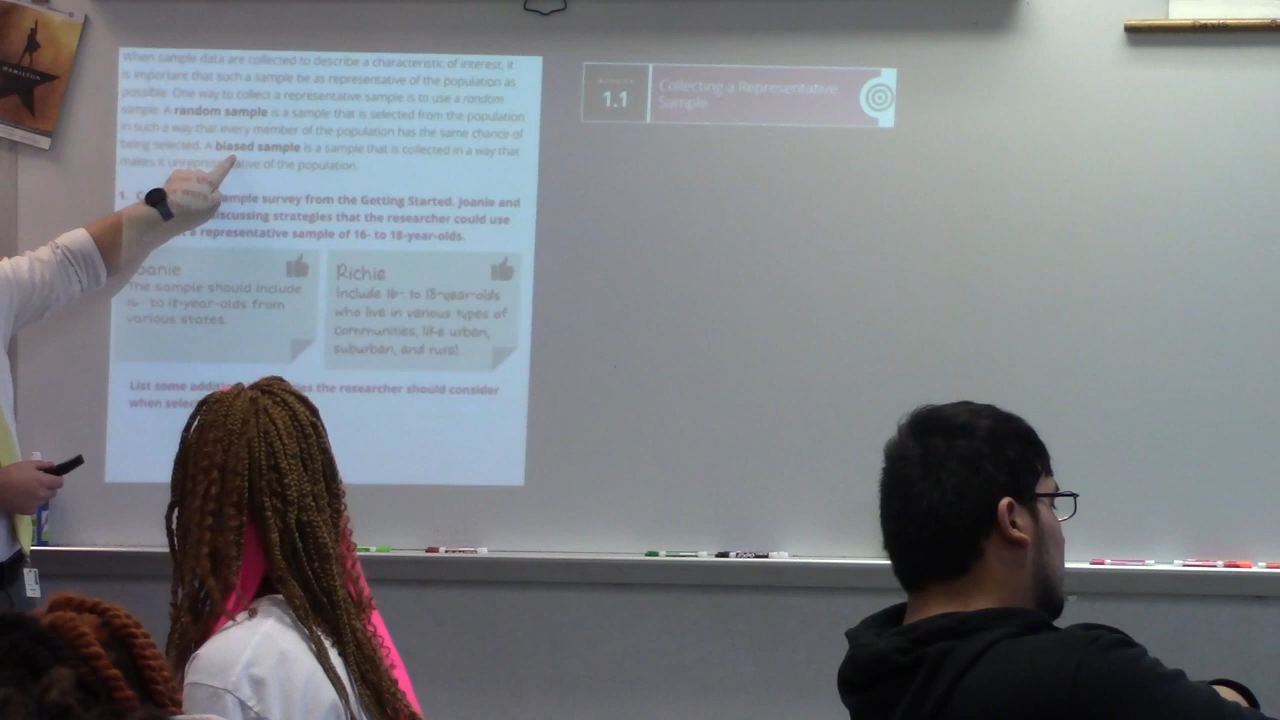 HAMILTON
When sample data are collected to describe a characteristic of interest, it
is important that such a sample be as representative of the population as
possible. One way to collect a representative sample is to use a random
sample. A random sample is a sample that is selected from the population
in such a way that every member of the population has the same chance of
being selected. A biased sample is a sample that is collected in a way that
makes it of the population.
1. ample survey from the Getting Started. Joanie and
iscussing strategies that the researcher could use
a representative sample of 16- to 18-year-olds.
oanie
The sample should include
16- to 18-year-olds from
various states.
Richie
Include 16- to 18-year-olds
who live in various types of
communities, like urban,
suburban, and rural.
List some additi the researcher should consider
when selec
1.1
Collecting a Representative
Sample
Davis